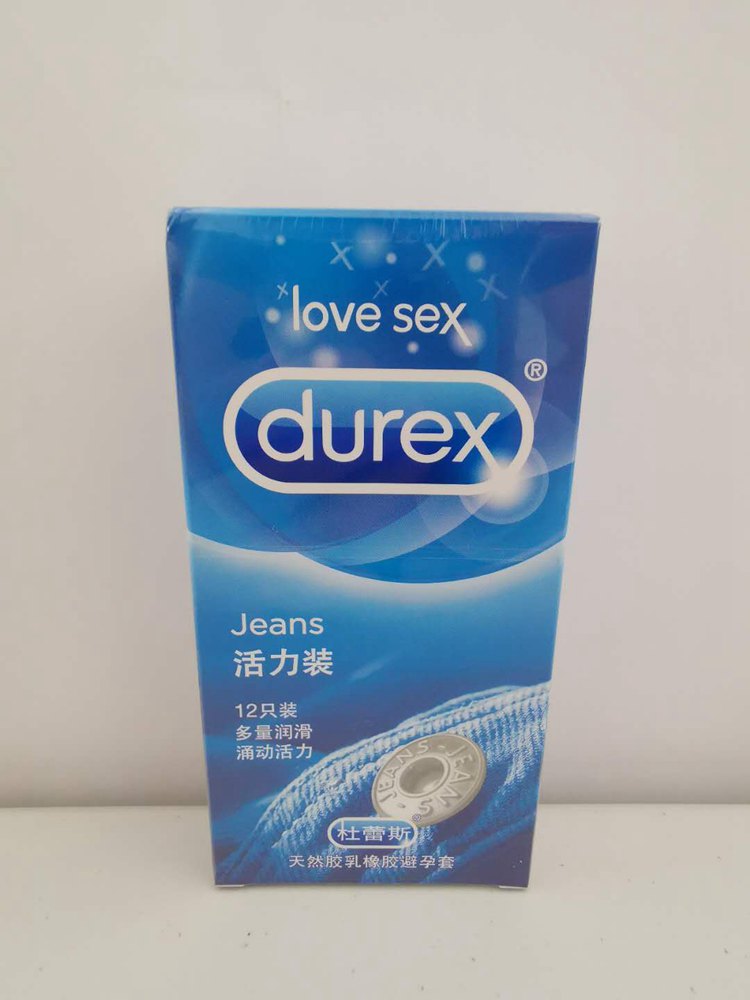 love sex
durex®
Jeans
活力装
12只装
多量润滑
涌动活力
JEANS · JEANS
杜蕾斯®
天然胶乳橡胶避孕套